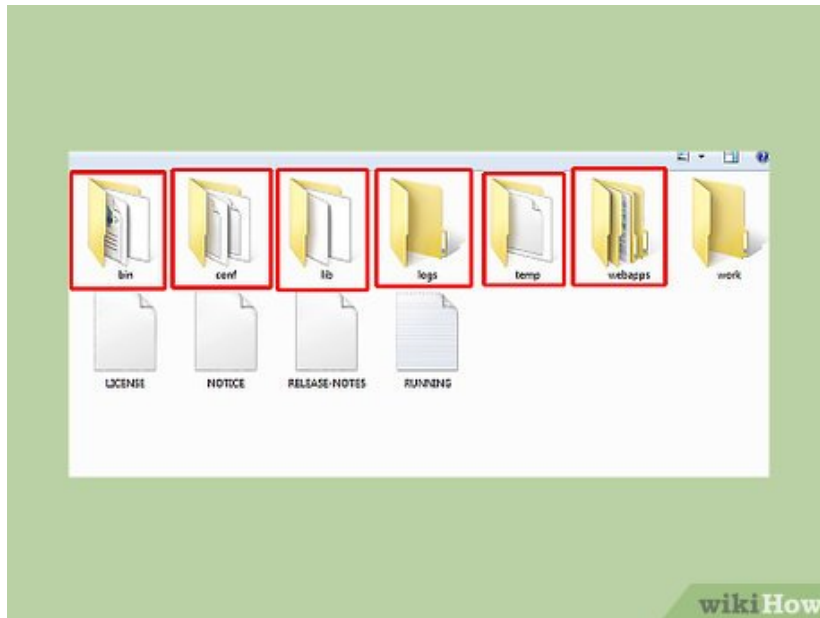 bin conf lib logs temp webapps work
LICENSE NOTICE RELEASE-NOTES RUNNING
wikiHow